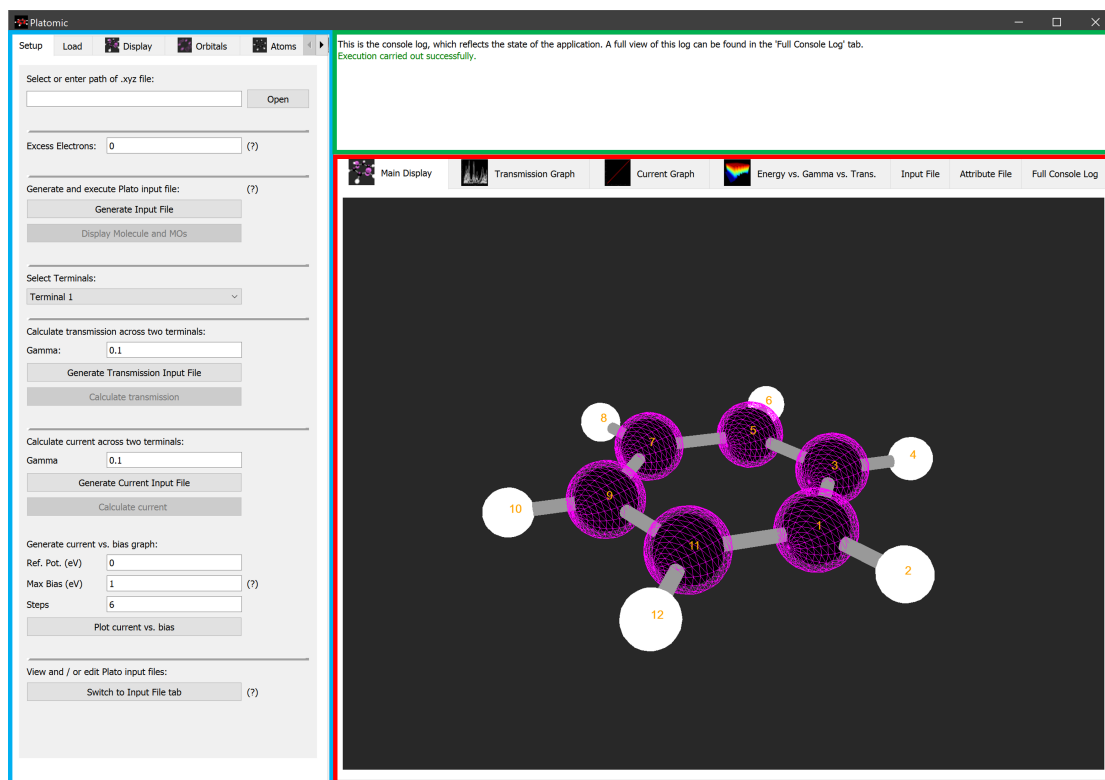 Platomic
Setup Load Display Orbitals Atoms
Select or enter path of .xyz file:
Open
Excess Electrons: 0 (?)
Generate and execute Plato input file: (?)
Generate Input File
Display Molecule and MOs
Select Terminals:
Terminal 1
Calculate transmission across two terminals:
Gamma: 0.1
Generate Transmission Input File
Calculate transmission
Calculate current across two terminals:
Gamma 0.1
Generate Current Input File
Calculate current
Generate current vs. bias graph:
Ref. Pot. (eV) 0
Max Bias (eV) 1 (?)
Steps 6
Plot current vs. bias
View and / or edit Plato input files:
Switch to Input File tab (?)
This is the console log, which reflects the state of the application. A full view of this log can be found in the 'Full Console Log' tab.
Execution carried out successfully.
Main Display Transmission Graph Current Graph Energy vs. Gamma vs. Trans. Input File Attribute File Full Console Log
6
8
5
7
4
3
9
10
1
11
2
12